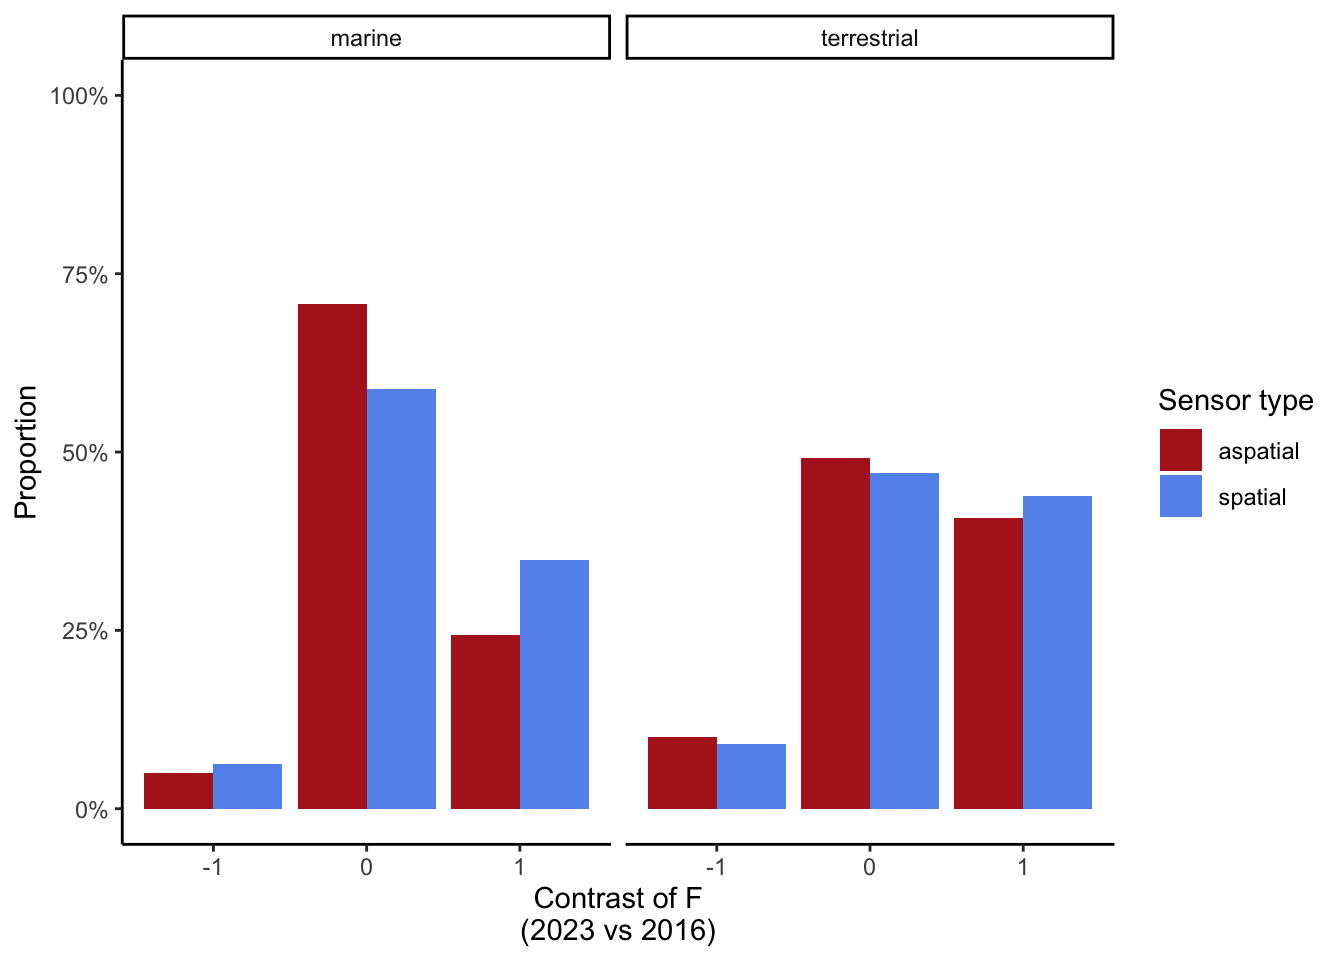 marine
terrestrial
100%
75%
50%
25%
0%
Proportion
-1
0
1
-1
0
1
Contrast of F
(2023 vs 2016)
Sensor type
aspatial
spatial